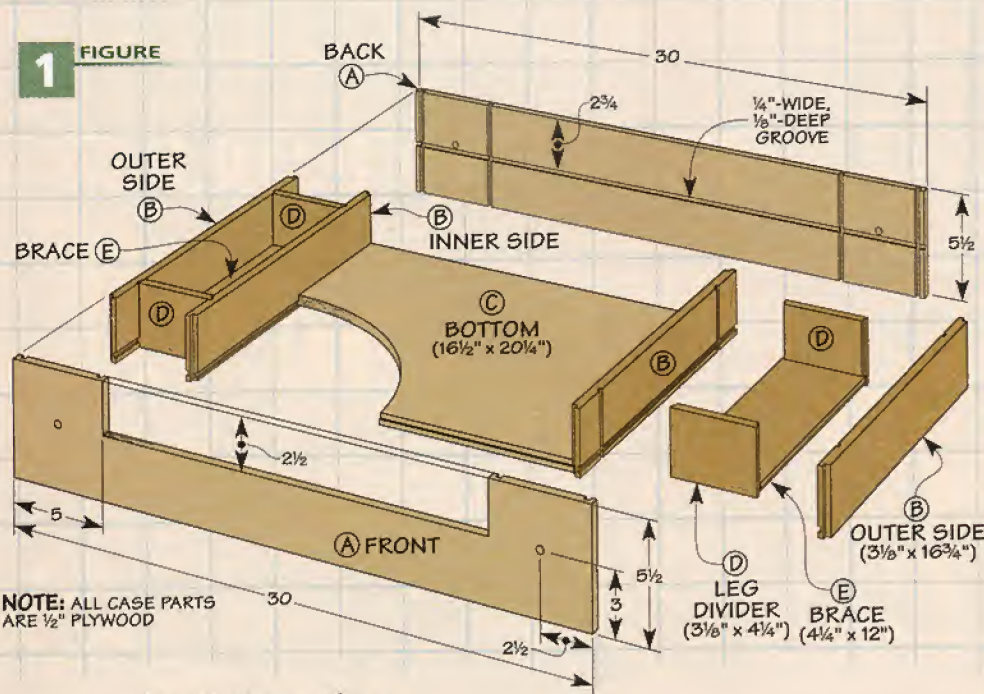 1 FIGURE
BACK
Ⓐ
30
2¾
¼"-WIDE,
⅛"-DEEP
GROOVE
OUTER
SIDE
Ⓑ
Ⓓ
Ⓑ
INNER SIDE
BRACE Ⓔ
5½
Ⓓ
Ⓒ
BOTTOM
(16½" x 20¼")
Ⓑ
Ⓓ
2½
5
Ⓐ FRONT
Ⓑ
OUTER SIDE
(3⅛" x 16¾")
Ⓓ
LEG
DIVIDER
(3⅛" x 4¼")
Ⓔ
BRACE
(4¼" x 12")
5½
3
2½
30
NOTE: ALL CASE PARTS
ARE ½" PLYWOOD